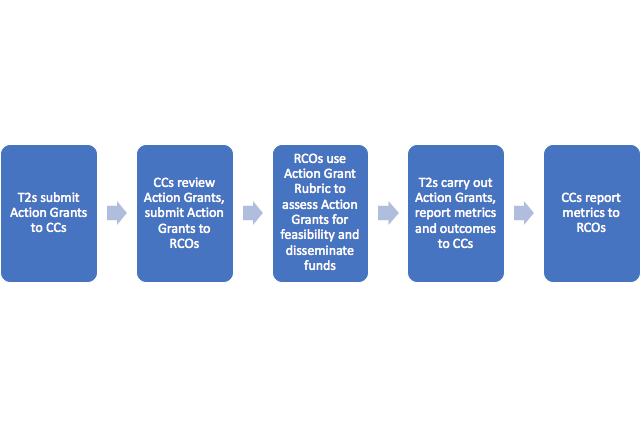 T2s submit
Action Grants
to CCs
CCs review
Action Grants,
submit Action
Grants to
RCOs
RCOs use
Action Grant
Rubric to
assess Action
Grants for
feasibility and
disseminate
funds
T2s carry out
Action Grants,
report metrics
and outcomes
to CCs
CCs report
metrics to
RCOs